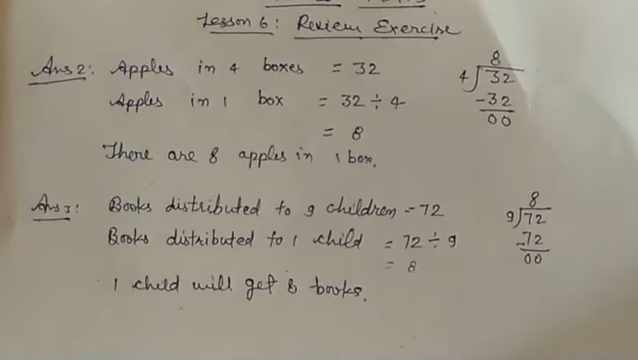 Lesson 6: Review Exercise
Ans 2: Apples in 4 boxes = 32
Apples in 1 box = 32 ÷ 4
= 8
There are 8 apples in 1 box.
8
4 32
-32
00
Books distributed to 9 children = 72
Books distributed to 1 child = 72 ÷ 9
= 8
1 child will get 8 books.
8
9 72
-72
00